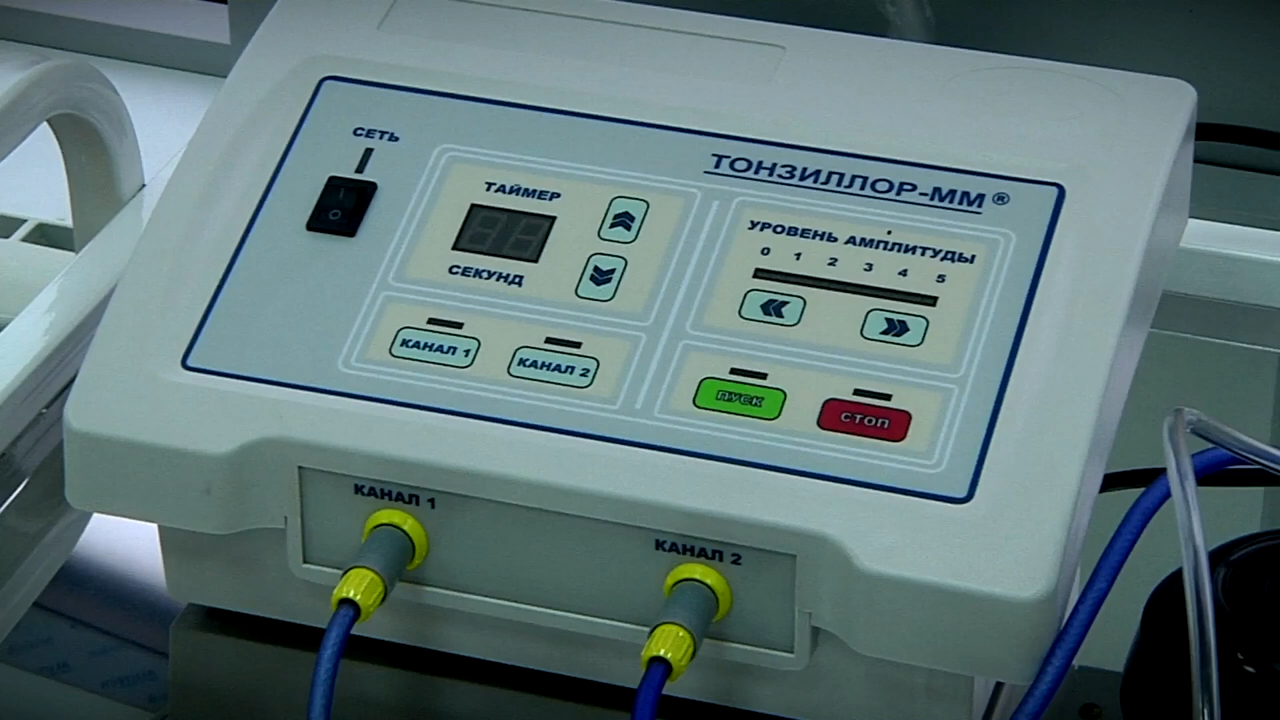 СЕТЬ
ТОНЗИЛЛОР-ММ®
ТАЙМЕР
СЕКУНД
УРОВЕНЬ АМПЛИТУДЫ
0 1 2 3 4 5
КАНАЛ 1
КАНАЛ 2
ПУСК
СТОП
КАНАЛ 1
КАНАЛ 2